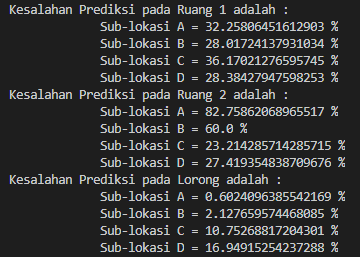 Kesalahan Prediksi pada Ruang 1 adalah :
Sub-lokasi A = 32.25806451612903 %
Sub-lokasi B = 28.01724137931034 %
Sub-lokasi C = 36.17021276595745 %
Sub-lokasi D = 28.38427947598253 %
Kesalahan Prediksi pada Ruang 2 adalah :
Sub-lokasi A = 82.75862068965517 %
Sub-lokasi B = 60.0 %
Sub-lokasi C = 23.214285714285715 %
Sub-lokasi D = 27.419354838709676 %
Kesalahan Prediksi pada Lorong adalah :
Sub-lokasi A = 0.6024096385542169 %
Sub-lokasi B = 2.127659574468085 %
Sub-lokasi C = 10.75268817204301 %
Sub-lokasi D = 16.94915254237288 %